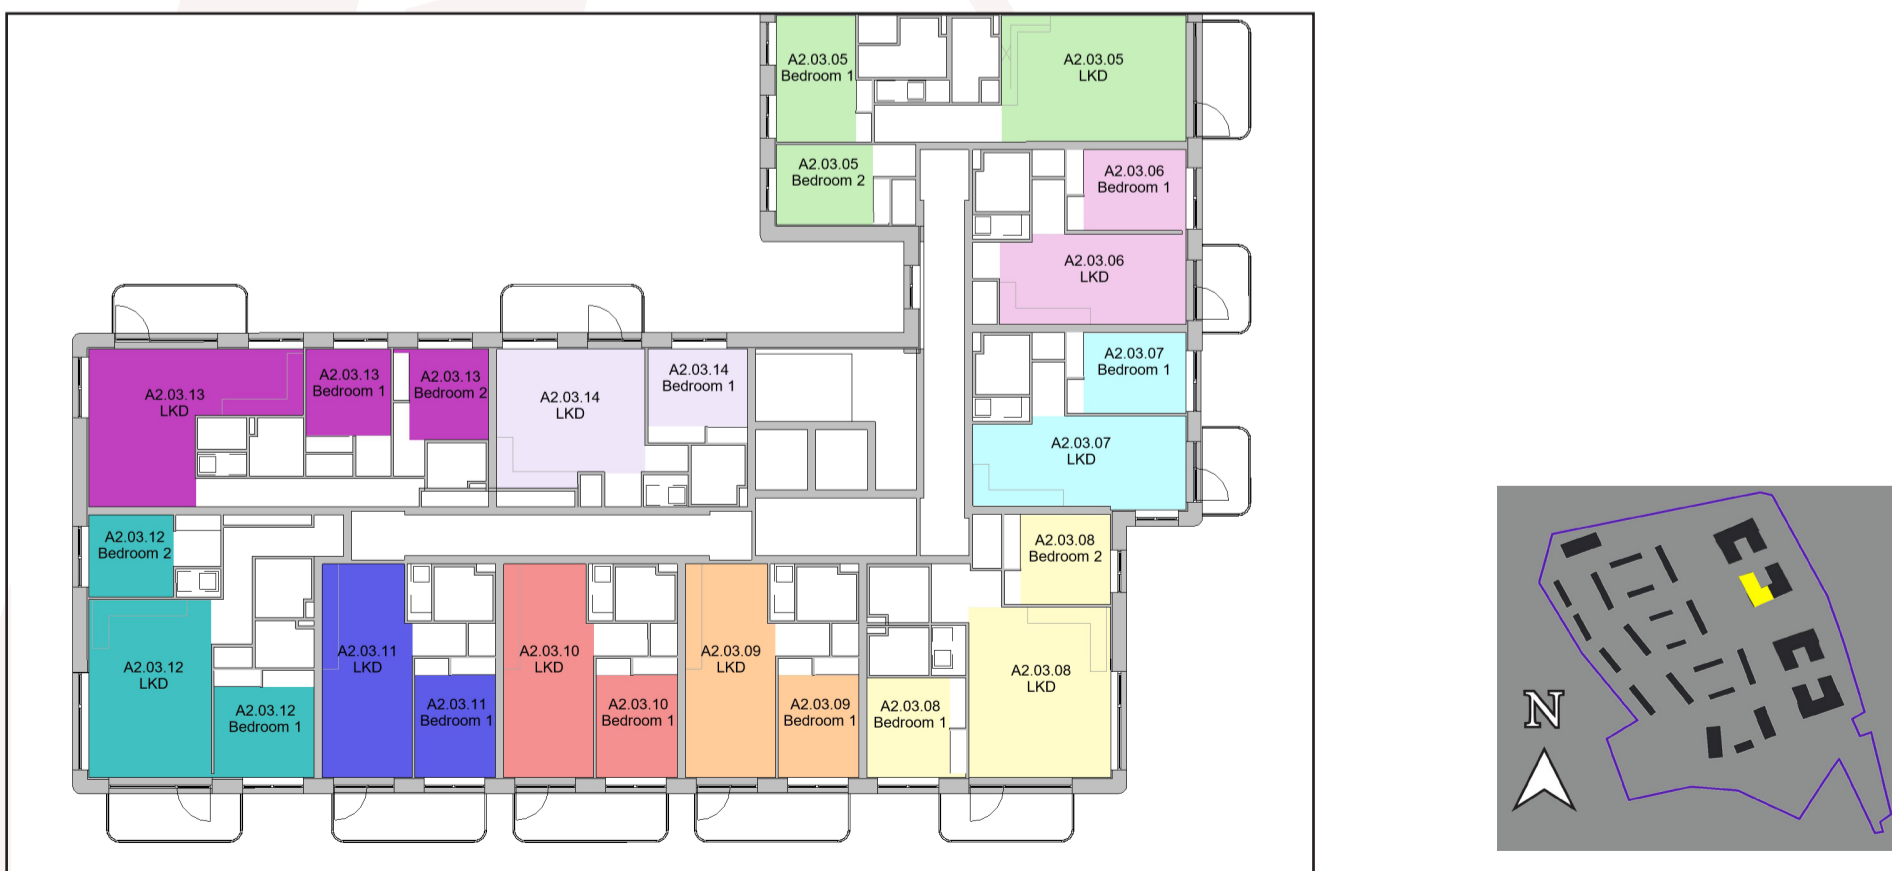 A2.03.05
Bedroom 1
A2.03.05
LKD
A2.03.05
Bedroom 2
A2.03.06
Bedroom 1
A2.03.06
LKD
A2.03.07
Bedroom 1
A2.03.07
LKD
A2.03.13
LKD
A2.03.13
Bedroom 1
A2.03.13
Bedroom 2
A2.03.14
LKD
A2.03.14
Bedroom 1
A2.03.12
Bedroom 2
A2.03.12
LKD
A2.03.12
Bedroom 1
A2.03.11
LKD
A2.03.11
Bedroom 1
A2.03.10
LKD
A2.03.10
Bedroom 1
A2.03.09
LKD
A2.03.09
Bedroom 1
A2.03.08
Bedroom 1
A2.03.08
LKD
A2.03.08
Bedroom 2
N